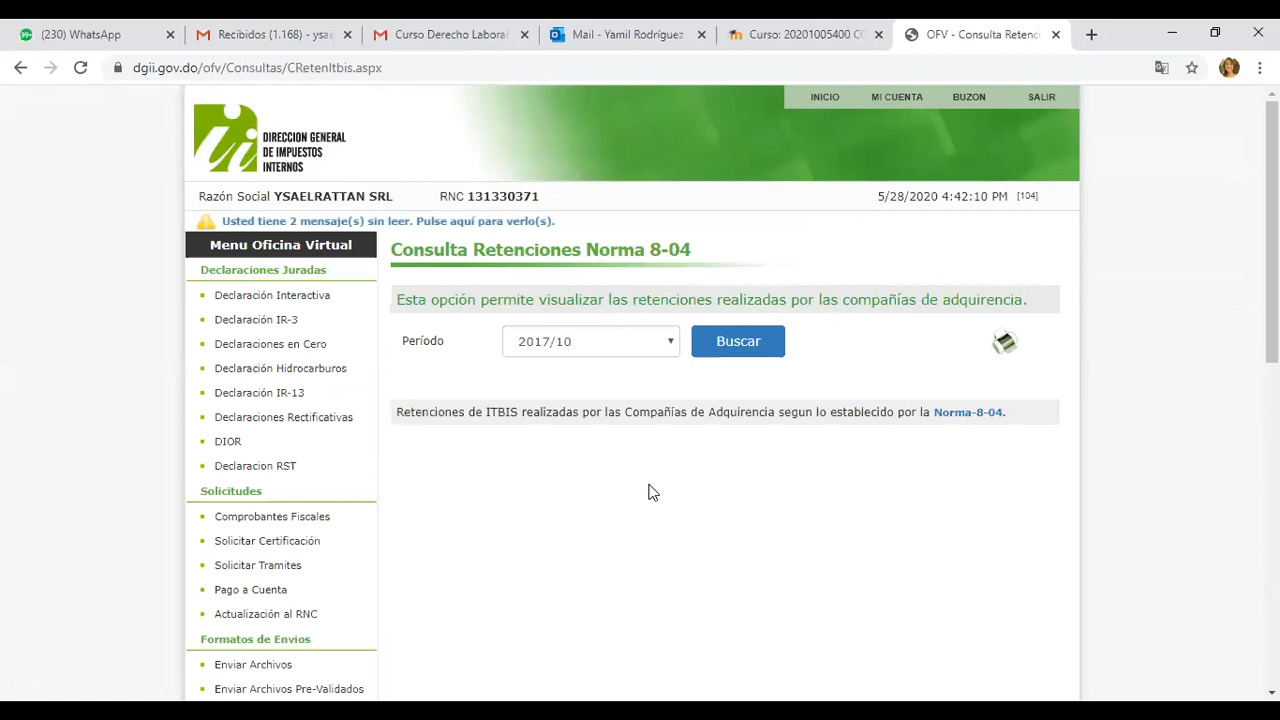 (230) WhatsApp
Recibidos (1.168) - ysae
Curso Derecho Laboral
Mail - Yamil Rodríguez
Curso: 20201005400 CC
OFV - Consulta Retenci
99+
dgii.gov.do/ofv/Consultas/CRetenItbis.aspx
INICIO MI CUENTA BUZON SALIR
DIRECCION GENERAL
DE IMPUESTOS
INTERNOS
Razón Social YSAELRATTAN SRL RNC 131330371 5/28/2020 4:42:10 PM [104]
Usted tiene 2 mensaje(s) sin leer. Pulse aquí para verlo(s).
Menu Oficina Virtual
Declaraciones Juradas
Declaración Interactiva
Declaración IR-3
Declaraciones en Cero
Declaración Hidrocarburos
Declaración IR-13
Declaraciones Rectificativas
DIOR
Declaracion RST
Solicitudes
Comprobantes Fiscales
Solicitar Certificación
Solicitar Tramites
Pago a Cuenta
Actualización al RNC
Formatos de Envios
Enviar Archivos
Enviar Archivos Pre-Validados
Consulta Retenciones Norma 8-04
Esta opción permite visualizar las retenciones realizadas por las compañías de adquirencia.
Período 2017/10 Buscar
Retenciones de ITBIS realizadas por las Compañías de Adquirencia segun lo establecido por la Norma-8-04.